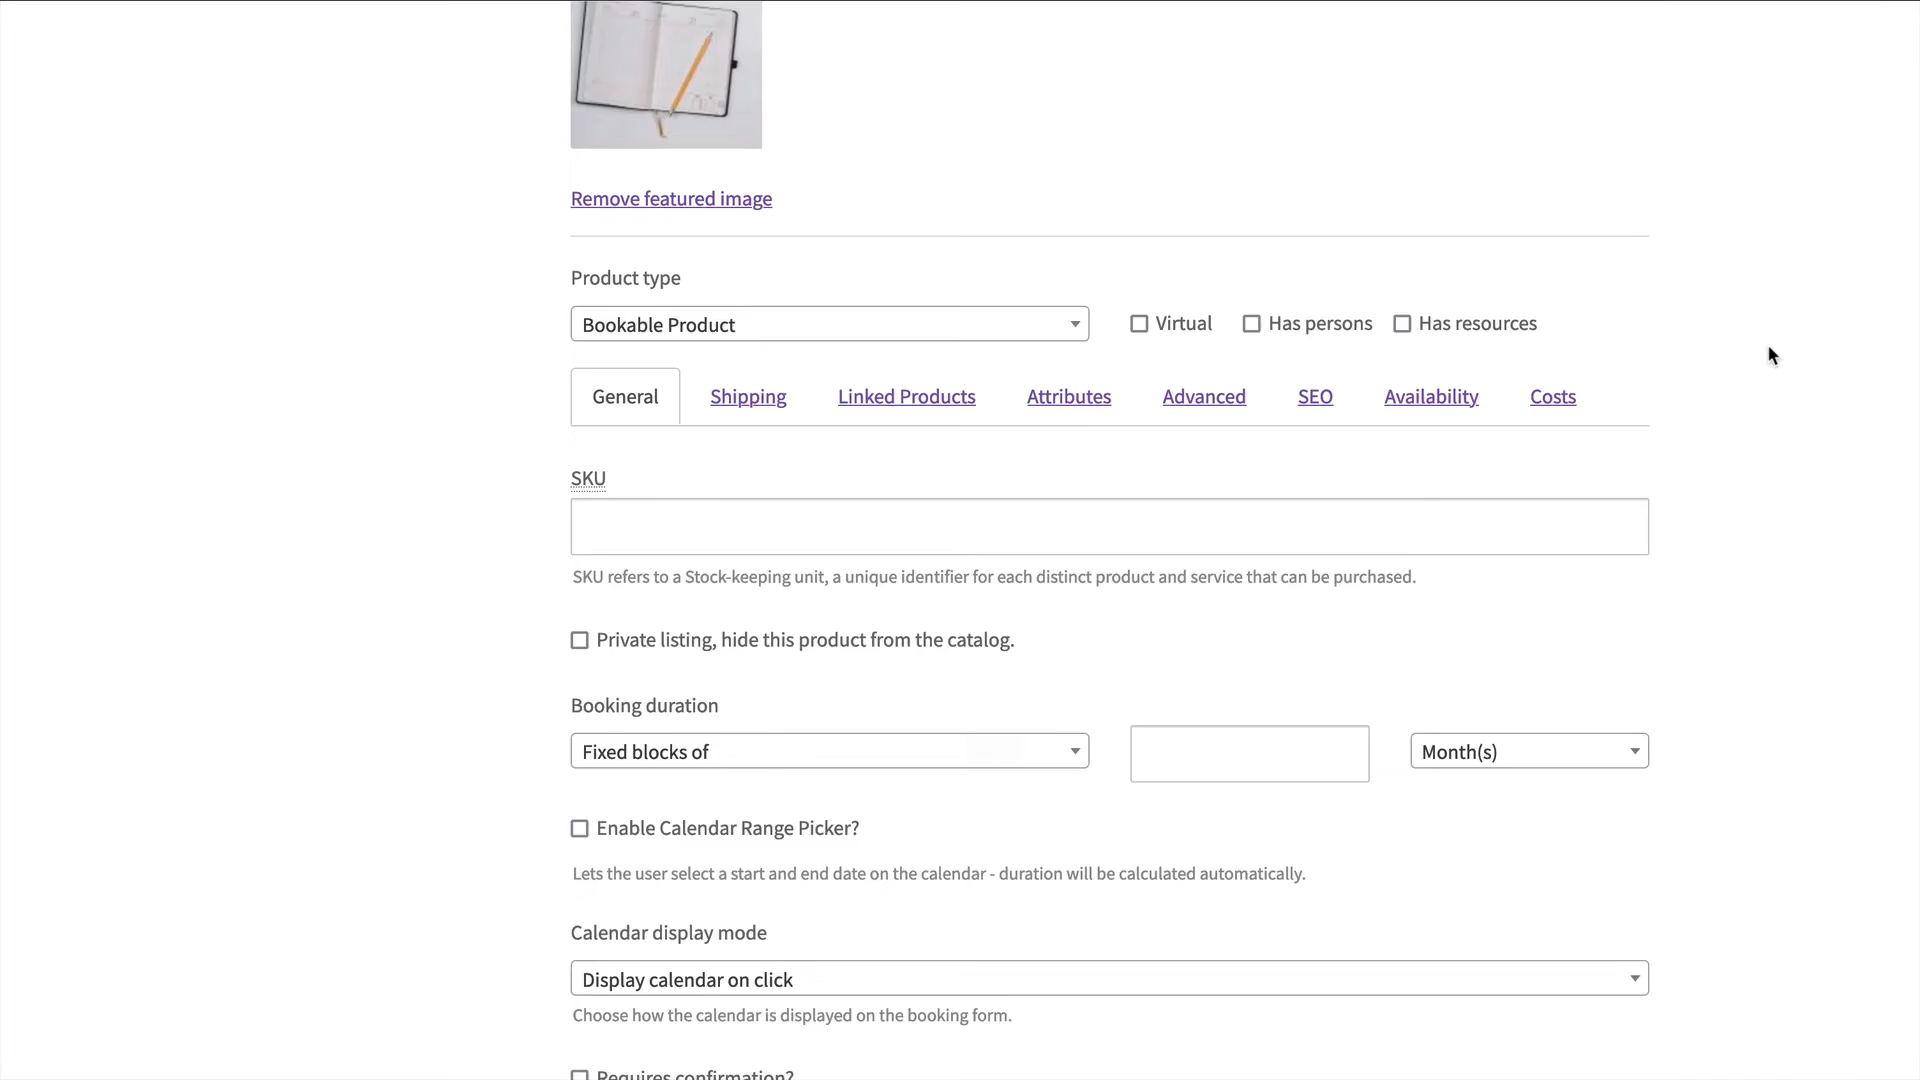 Remove featured image
Product type
Bookable Product
Virtual
Has persons
Has resources
General
Shipping
Linked Products
Attributes
Advanced
SEO
Availability
Costs
SKU
SKU refers to a Stock-keeping unit, a unique identifier for each distinct product and service that can be purchased.
Private listing, hide this product from the catalog.
Booking duration
Fixed blocks of
Month(s)
Enable Calendar Range Picker?
Lets the user select a start and end date on the calendar - duration will be calculated automatically.
Calendar display mode
Display calendar on click
Choose how the calendar is displayed on the booking form.
Requires confirmation?